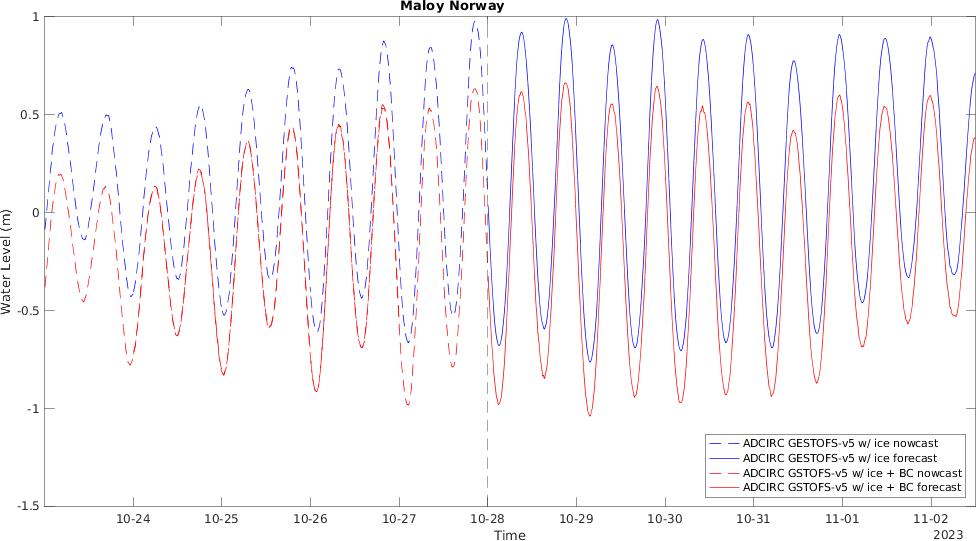 Maloy Norway
1
0.5
0
-0.5
-1
-1.5
Water Level (m)
10-24 10-25 10-26 10-27 10-28 10-29 10-30 10-31 11-01 11-02
Time
2023
ADCIRC GESTOFS-v5 w/ ice nowcast
ADCIRC GESTOFS-v5 w/ ice forecast
ADCIRC GSTOFS-v5 w/ ice + BC nowcast
ADCIRC GSTOFS-v5 w/ ice + BC forecast